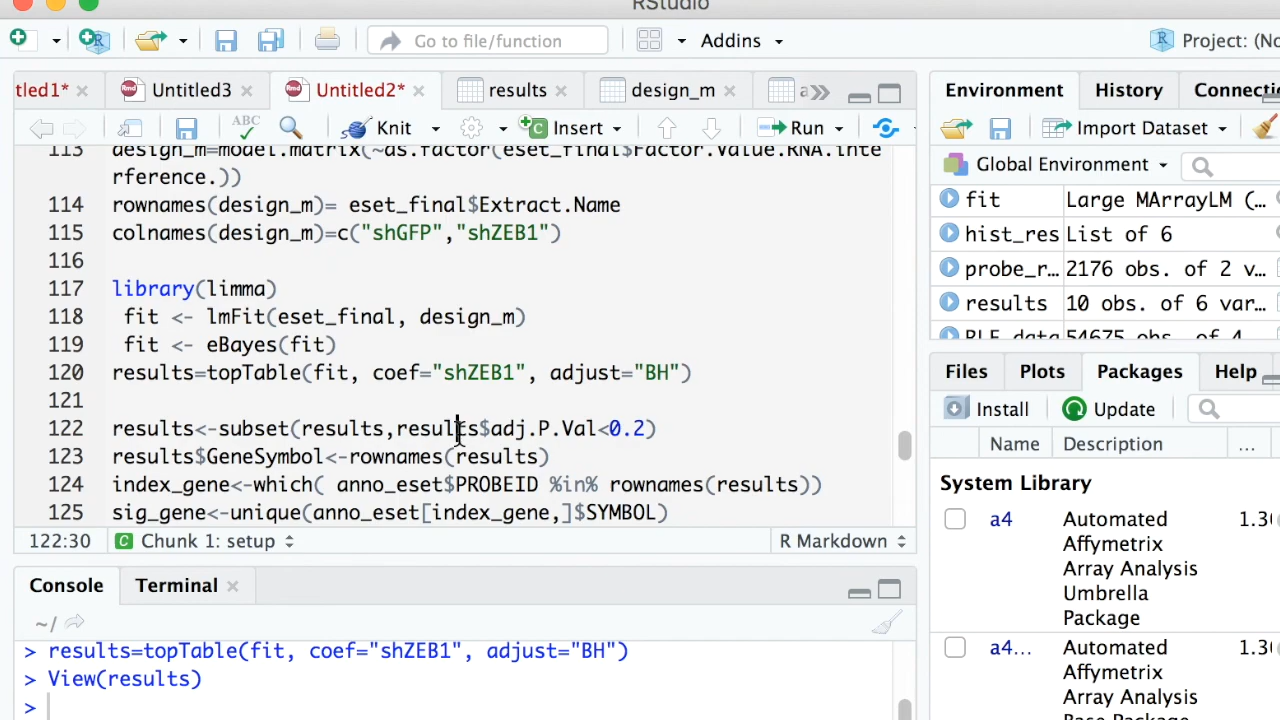 RStudio
Go to file/function
Addins
Project: (No
tled1*
Untitled3
Untitled2*
results
design_m
Knit
Insert
Run
113 design_m=model.matrix(~as.factor(eset_final$Factor.Value.RNA.inte
rference.))
114 rownames(design_m)= eset_final$Extract.Name
115 colnames(design_m)=c("shGFP","shZEB1")
116
117 library(limma)
118 fit <- lmFit(eset_final, design_m)
119 fit <- eBayes(fit)
120 results=topTable(fit, coef="shZEB1", adjust="BH")
121
122 results<-subset(results,results$adj.P.Val<0.2)
123 results$GeneSymbol<-rownames(results)
124 index_gene<-which( anno_eset$PROBEID %in% rownames(results))
125 sig_gene<-unique(anno_eset[index_gene,]$SYMBOL)
122:30 Chunk 1: setup R Markdown
Console Terminal
~/
> results=topTable(fit, coef="shZEB1", adjust="BH")
> View(results)
>
Environment History Connecti
Import Dataset
Global Environment
fit Large MArrayLM (…
hist_res List of 6
probe_r… 2176 obs. of 2 v…
results 10 obs. of 6 var…
RLE_data 54675 obs. of 4
Files Plots Packages Help
Install Update
Name Description ...
System Library
a4 Automated 1.30
Affymetrix
Array Analysis
Umbrella
Package
a4... Automated 1.30
Affymetrix
Array Analysis
Base Package